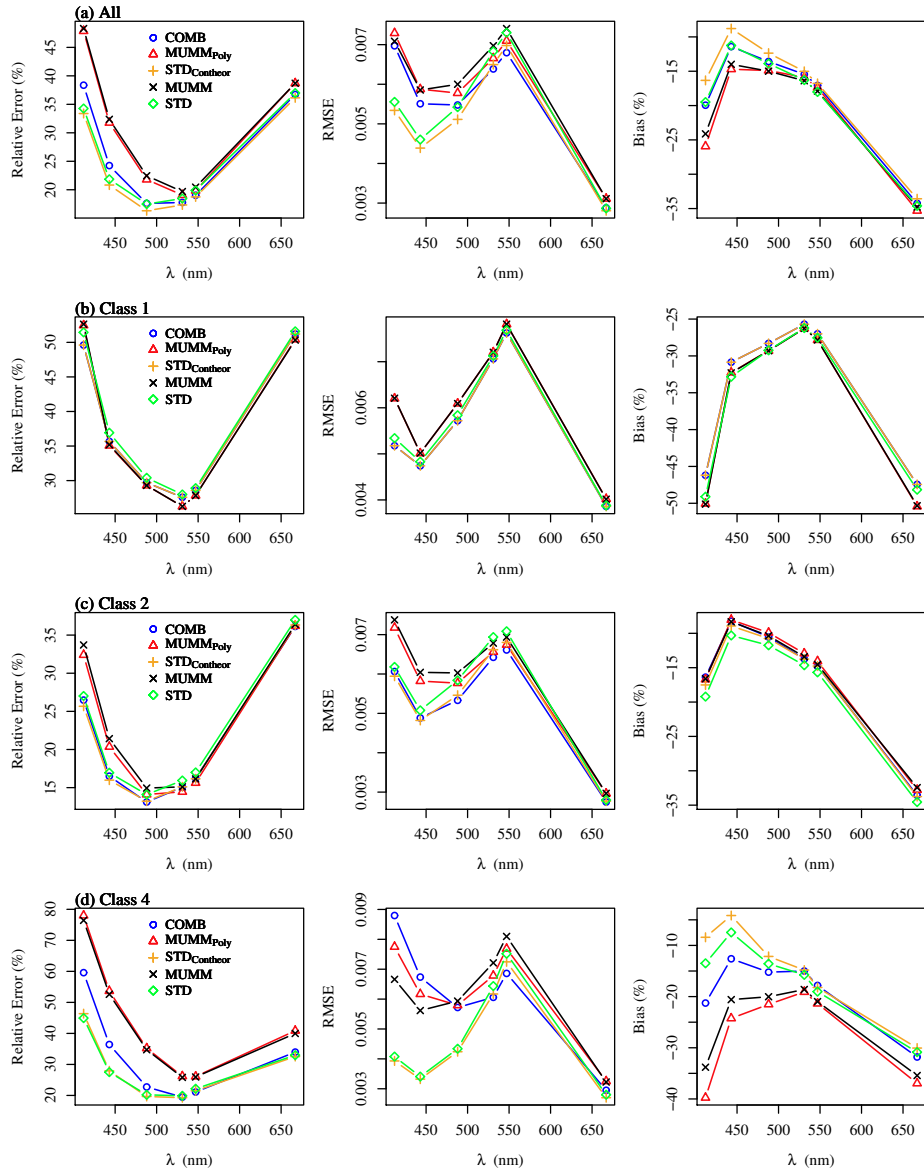 (a) All
Relative Error (%)
20 25 30 35 40 45
COMB
MUMM_Poly
STD_Contheor
MUMM
STD
450 500 550 600 650
λ (nm)
RMSE
0.003 0.005 0.007
450 500 550 600 650
λ (nm)
Bias (%)
−35 −25 −15
450 500 550 600 650
λ (nm)
(b) Class 1
Relative Error (%)
30 35 40 45 50
COMB
MUMM_Poly
STD_Contheor
MUMM
STD
450 500 550 600 650
λ (nm)
RMSE
0.004 0.006
450 500 550 600 650
λ (nm)
Bias (%)
−50 −45 −40 −35 −30 −25
450 500 550 600 650
λ (nm)
(c) Class 2
Relative Error (%)
15 20 25 30 35
COMB
MUMM_Poly
STD_Contheor
MUMM
STD
450 500 550 600 650
λ (nm)
RMSE
0.003 0.005 0.007
450 500 550 600 650
λ (nm)
Bias (%)
−35 −25 −15
450 500 550 600 650
λ (nm)
(d) Class 4
Relative Error (%)
20 30 40 50 60 70 80
COMB
MUMM_Poly
STD_Contheor
MUMM
STD
450 500 550 600 650
λ (nm)
RMSE
0.003 0.005 0.007 0.009
450 500 550 600 650
λ (nm)
Bias (%)
−40 −30 −20 −10
450 500 550 600 650
λ (nm)